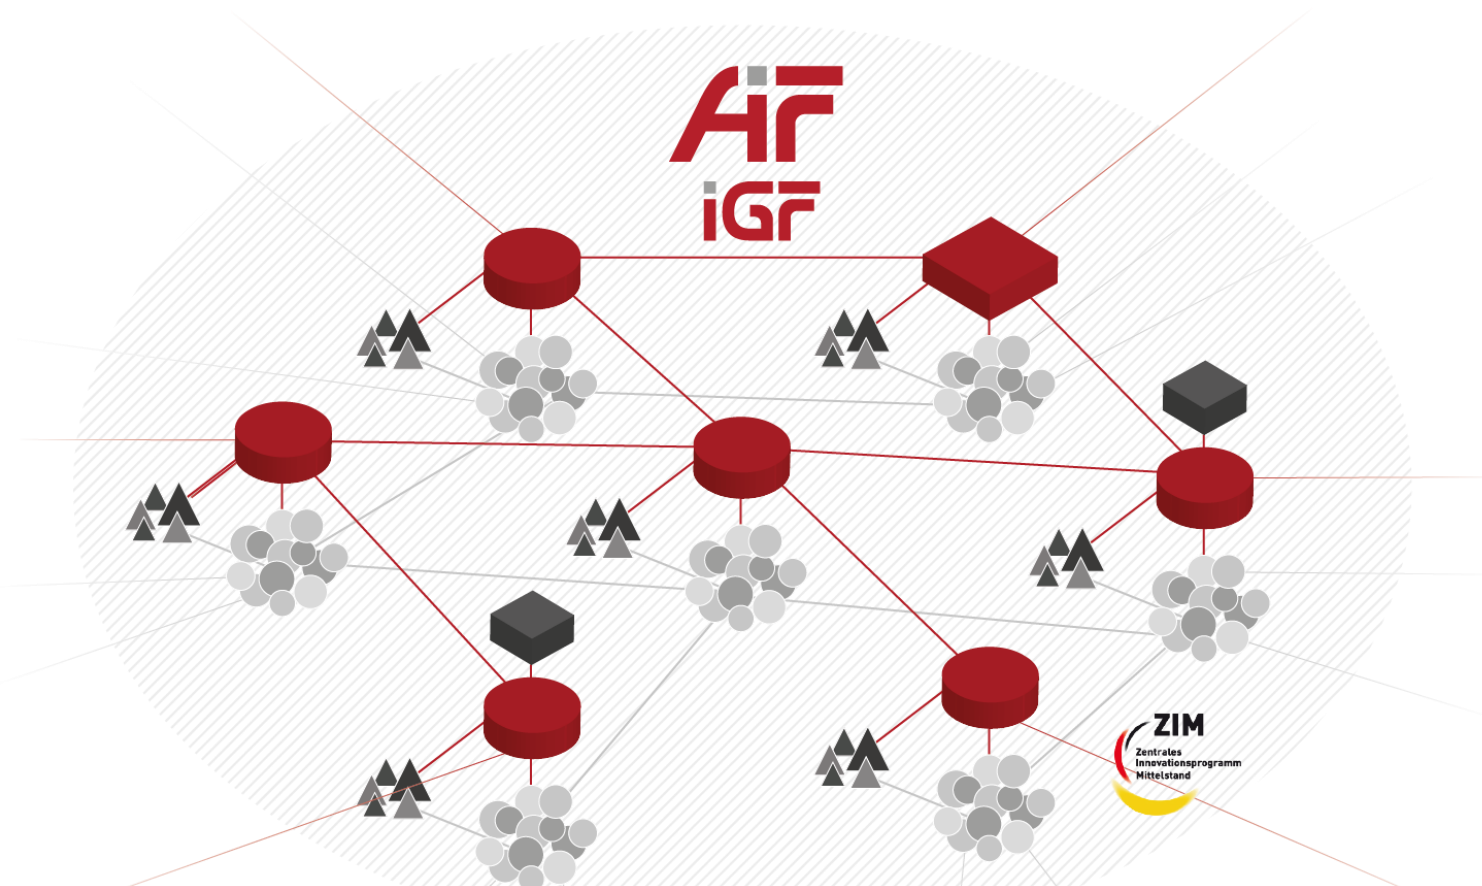 AiF
iGF
ZIM
Zentrales
Innovationsprogramm
Mittelstand